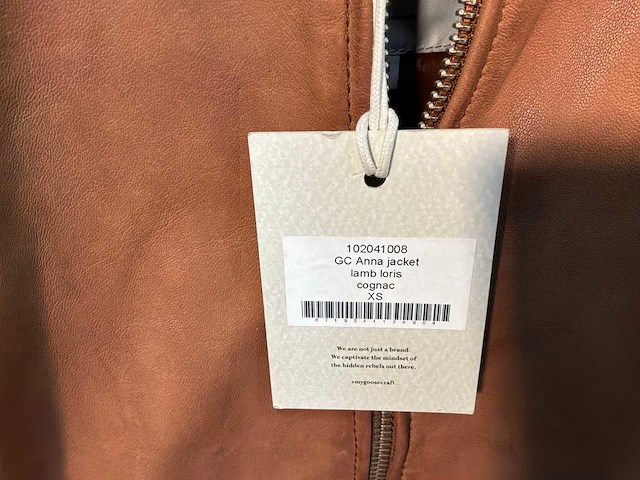 102041008
GC Anna jacket
lamb loris
cognac
XS
We are not just a brand.
We captivate the mindset of
the hidden rebels out there.
#mygoosecraft